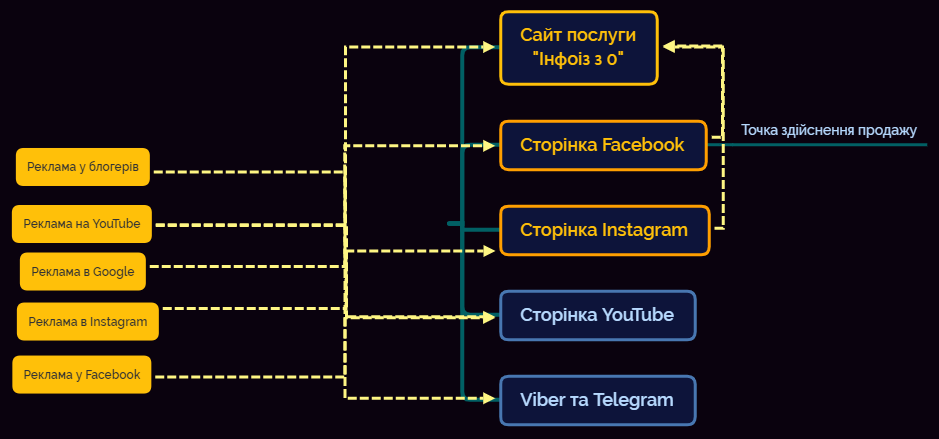 Сайт послуги
"Інфоіз з 0"
Сторінка Facebook
Точка здійснення продажу
Реклама у блогерів
Реклама на YouTube
Сторінка Instagram
Реклама в Google
Реклама в Instagram
Сторінка YouTube
Реклама у Facebook
Viber та Telegram